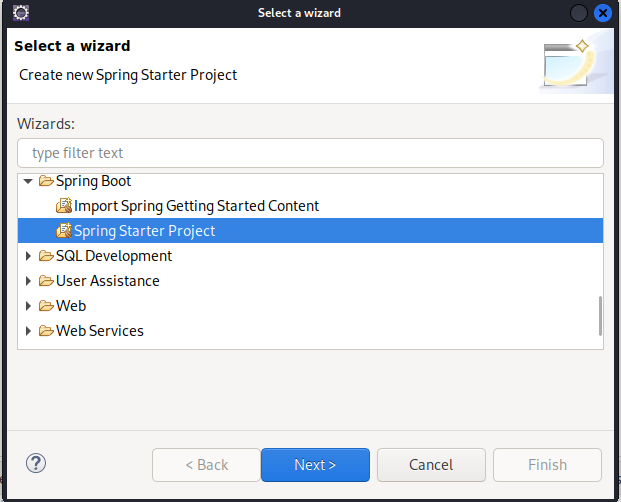 Select a wizard
Select a wizard
Create new Spring Starter Project
Wizards:
type filter text
Spring Boot
Import Spring Getting Started Content
Spring Starter Project
SQL Development
User Assistance
Web
Web Services
? < Back Next > Cancel Finish